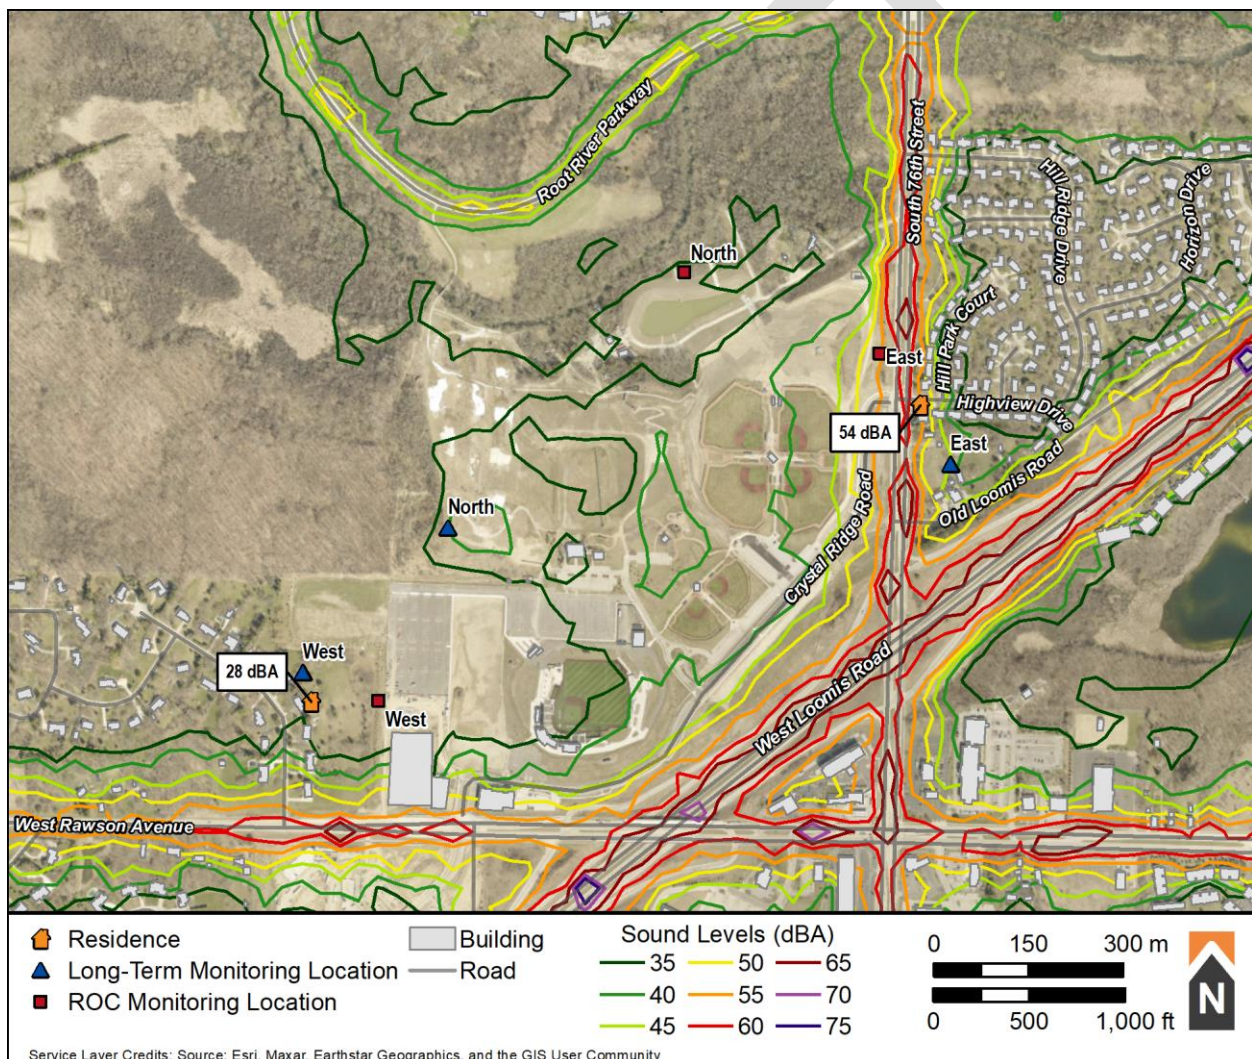 Root River Parkway
South 76th Street
Hill Ridge Drive
Horizon Drive
North
East
Hill Park Court
Highview Drive
54 dBA
East
Old Loomis Road
North
Crystal Ridge Road
West
28 dBA
West
West Loomis Road
West Rawson Avenue
Residence
Long-Term Monitoring Location
ROC Monitoring Location
Building
Road
Sound Levels (dBA)
35 50 65
40 55 70
45 60 75
0 150 300 m
0 500 1,000 ft
N
Service Layer Credits: Source: Esri, Maxar, Earthstar Geographics, and the GIS User Community